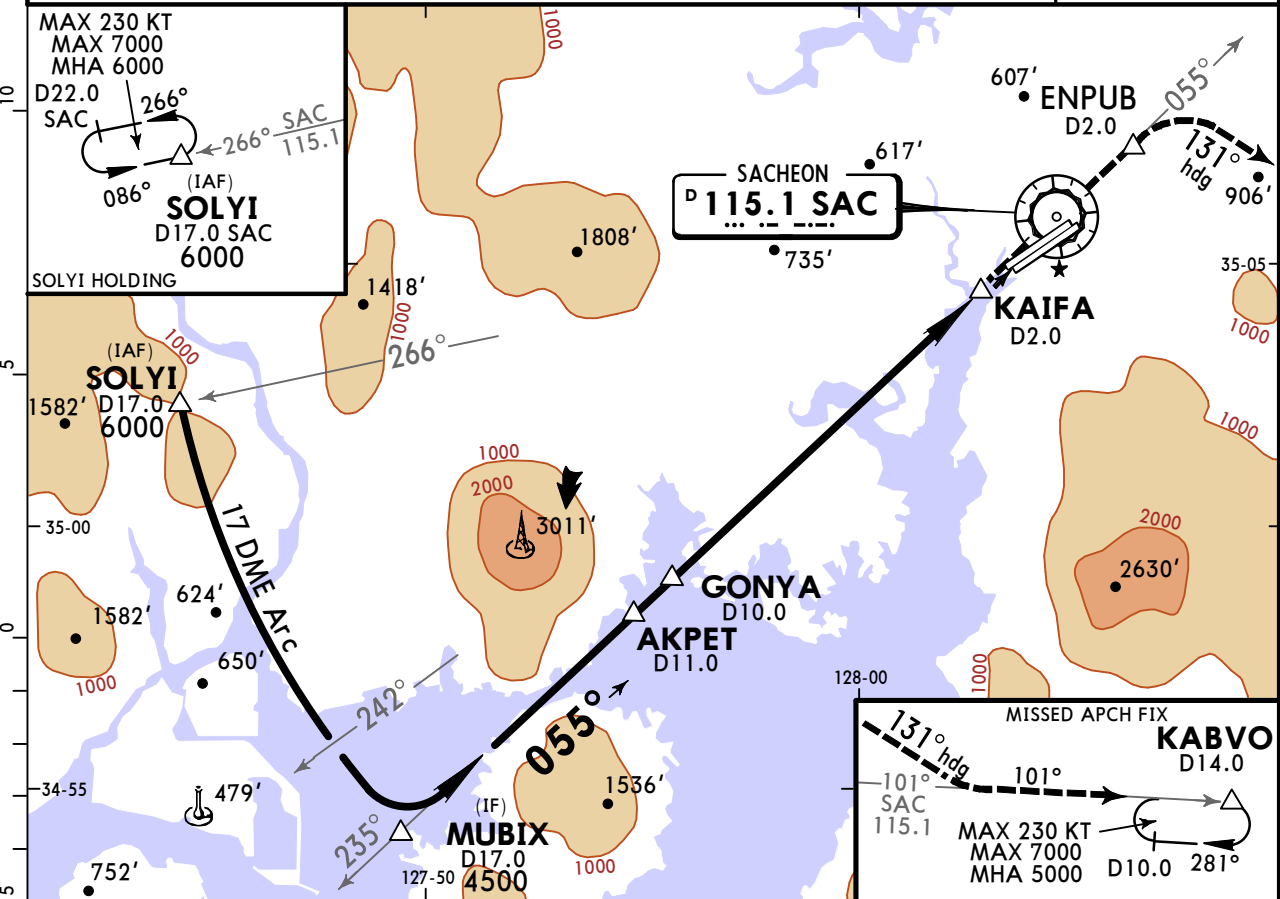 MAX 230 KT
MAX 7000
MHA 6000
D22.0
SAC
266°
266°
SAC
115.1
086°
(IAF)
SOLYI
D17.0 SAC
6000
SOLYI HOLDING
1000
10
607′
ENPUB
D2.0
055°
131°
hdg
906′
617′
SACHEON
D 115.1 SAC
735′
1808′
1418′
1000
35-05
1000
KAIFA
D2.0
266°
1000
(IAF)
SOLYI
D17.0
6000
1582′
5
1000
1000
2000
3011′
35-00
17 DME Arc
2000
2630′
GONYA
D10.0
AKPET
D11.0
624′
1582′
0
650′
1000
242°
055°
128-00
1000
34-55
479′
1536′
235°
(IF)
MUBIX
D17.0
4500
1000
127-50
752′
5
MISSED APCH FIX
KABVO
D14.0
131°
hdg
101°
101°
SAC
115.1
MAX 230 KT
MAX 7000
MHA 5000
D10.0
281°